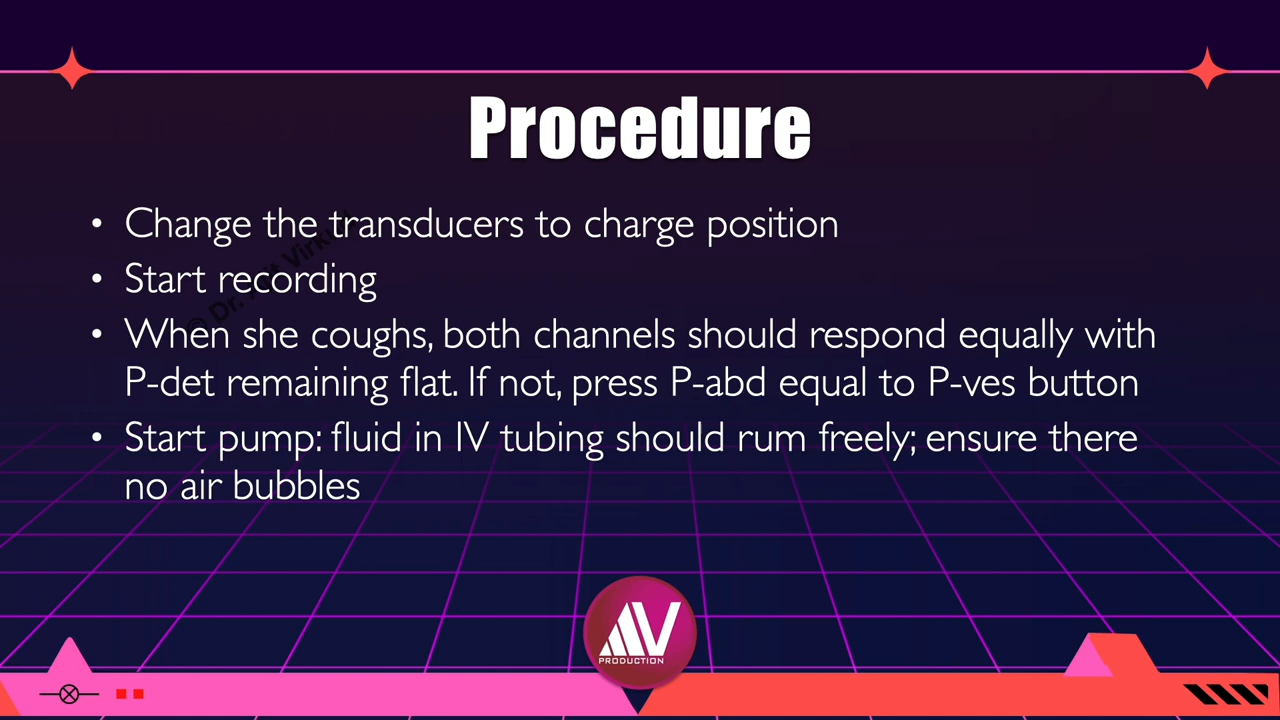 Procedure
• Change the transducers to charge position
• Start recording
• When she coughs, both channels should respond equally with
P-det remaining flat. If not, press P-abd equal to P-ves button
• Start pump: fluid in IV tubing should rum freely; ensure there
no air bubbles
© Dr.
AV
PRODUCTION